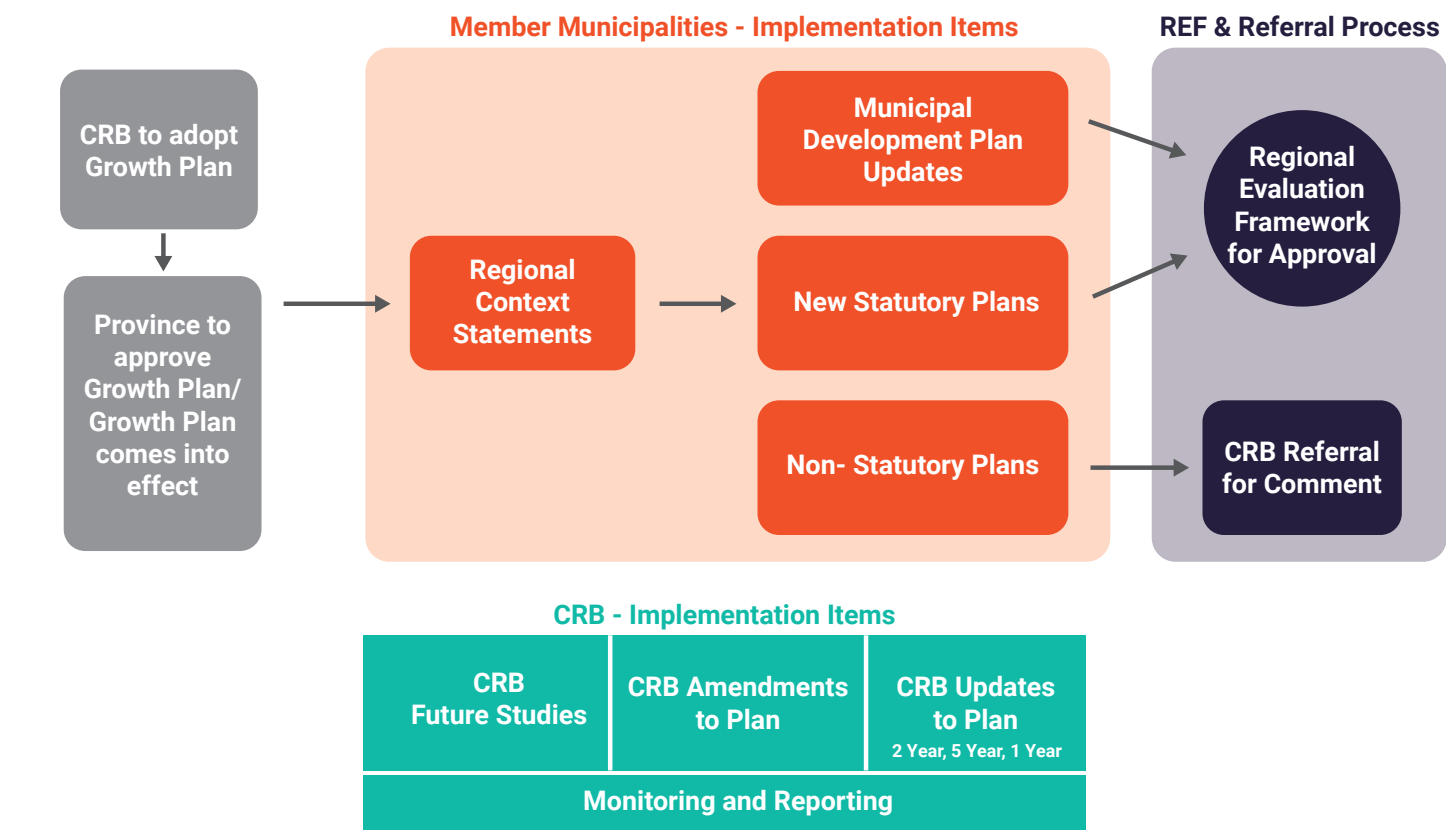 Member Municipalities - Implementation Items
REF & Referral Process
CRB to adopt
Growth Plan
Province to
approve
Growth Plan/
Growth Plan
comes into
effect
Regional
Context
Statements
Municipal
Development Plan
Updates
New Statutory Plans
Non- Statutory Plans
Regional
Evaluation
Framework
for Approval
CRB Referral
for Comment
CRB - Implementation Items
CRB
Future Studies
CRB Amendments
to Plan
CRB Updates
to Plan
2 Year, 5 Year, 1 Year
Monitoring and Reporting